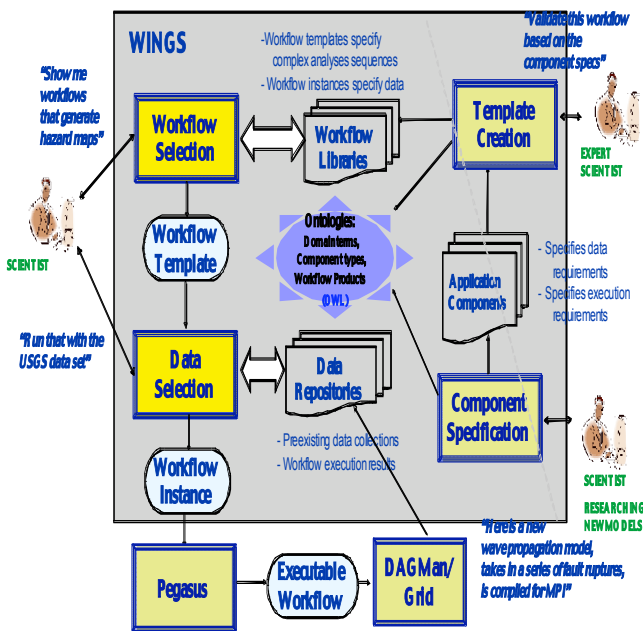 WINGS
-Workflow templates specify
complex analyses sequences
- Workflow instances specify data
"Validate this workflow
based on the
component specs"
"Show me
workflows
that generate
hazard maps"
Workflow
Selection
Workflow
Libraries
Template
Creation
EXPERT
SCIENTIST
SCIENTIST
Workflow
Template
Ontologies:
Domain terms,
Component types,
Workflow Products
(OWL)
Application
Components
- Specifies data
requirements
- Specifies execution
requirements
"Run that with the
USGS data set"
Data
Selection
Data
Repositories
Component
Specification
- Preexisting data collections
- Workflow execution results
SCIENTIST
RESEARCHING
NEW MODELS
Workflow
Instance
"Here is a new
wave propagation model,
takes in a series of fault ruptures,
is compiled for MPI"
Pegasus
Executable
Workflow
DAGMan/
Grid